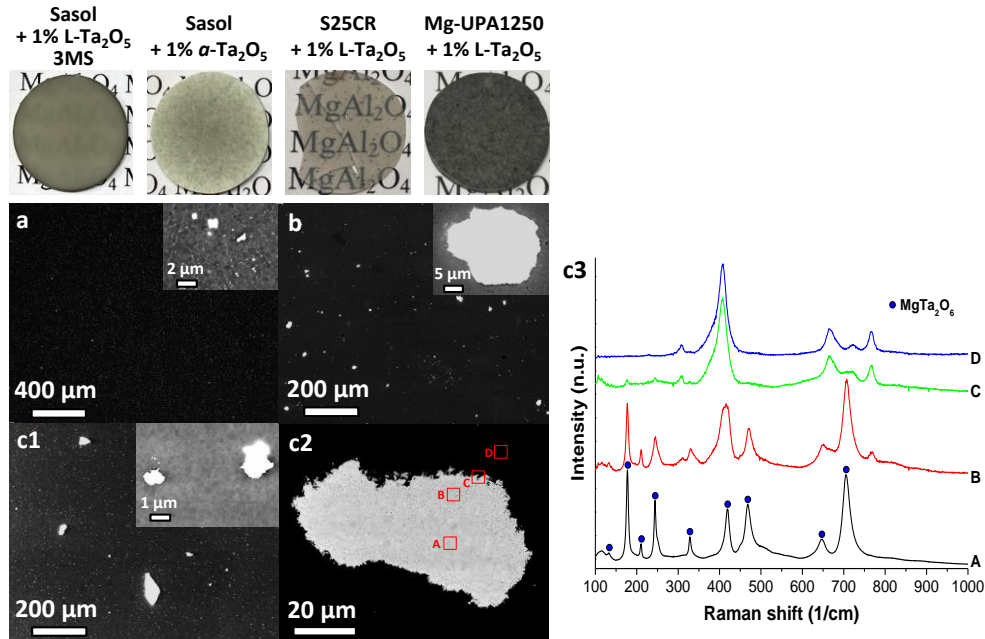 Sasol
+ 1% L-Ta₂O₅
3MS
Sasol
+ 1% α-Ta₂O₅
S25CR
+ 1% L-Ta₂O₅
Mg-UPA1250
+ 1% L-Ta₂O₅
MgAl₂O₄
MgAl₂O₄
MgAl₂O₄
a
2 µm
400 µm
b
5 µm
200 µm
c1
1 µm
200 µm
c2
D
C
B
A
20 µm
c3
MgTa₂O₆
D
C
B
A
Intensity (n.u.)
100 200 300 400 500 600 700 800 900 1000
Raman shift (1/cm)